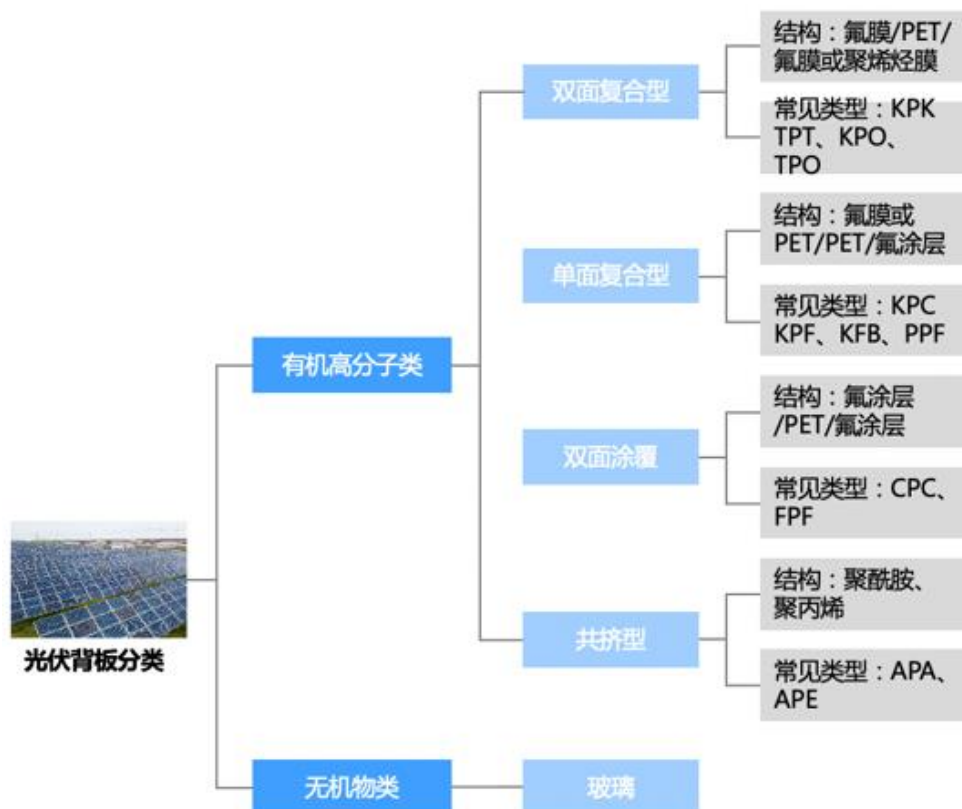 结构：氟膜/PET/
氟膜或聚烯烃膜
双面复合型
常见类型：KPK
TPT、KPO、
TPO
结构：氟膜或
PET/PET/氟涂层
单面复合型
常见类型：KPC
KPF、KFB、PPF
有机高分子类
结构：氟涂层
/PET/氟涂层
双面涂覆
常见类型：CPC、
FPF
结构：聚酰胺、
聚丙烯
共挤型
光伏背板分类
常见类型：APA、
APE
无机物类
玻璃